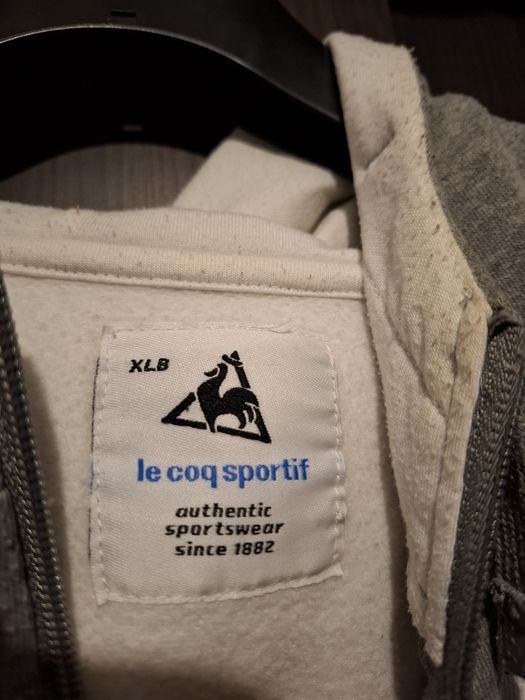 XLB
le coq sportif
authentic
sportswear
since 1882